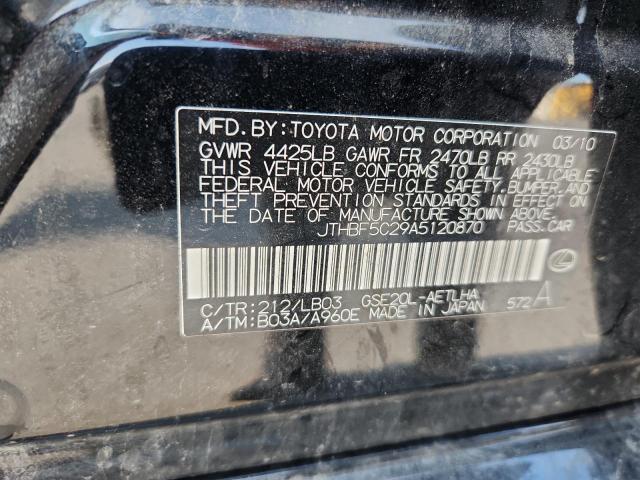 MFD.BY:TOYOTA MOTOR CORPORATION 03/10
GVWR 4425LB GAWR FR 2470LB RR 2430LB
THIS VEHICLE CONFORMS TO ALL APPLICABLE
FEDERAL MOTOR VEHICLE SAFETY,BUMPER,AND
THEFT PREVENTION STANDARDS IN EFFECT ON
THE DATE OF MANUFACTURE SHOWN ABOVE.
JTHBF5C29A5120870 PASS.CAR
C/TR:212/LB03 GSE20L-AETLHA
A/TM:B03A/A960E MADE IN JAPAN 572A